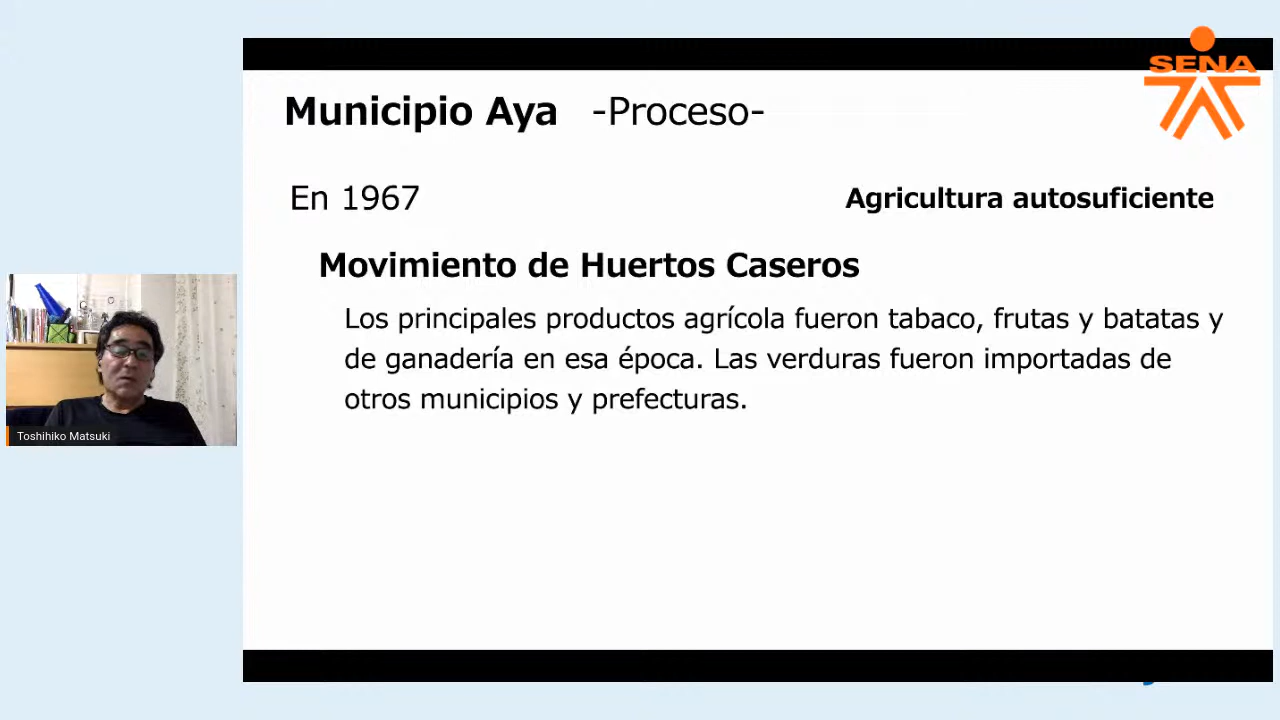 SENA
Municipio Aya -Proceso-
En 1967
Agricultura autosuficiente
Movimiento de Huertos Caseros
Los principales productos agrícola fueron tabaco, frutas y batatas y
de ganadería en esa época. Las verduras fueron importadas de
otros municipios y prefecturas.
Toshihiko Matsuki